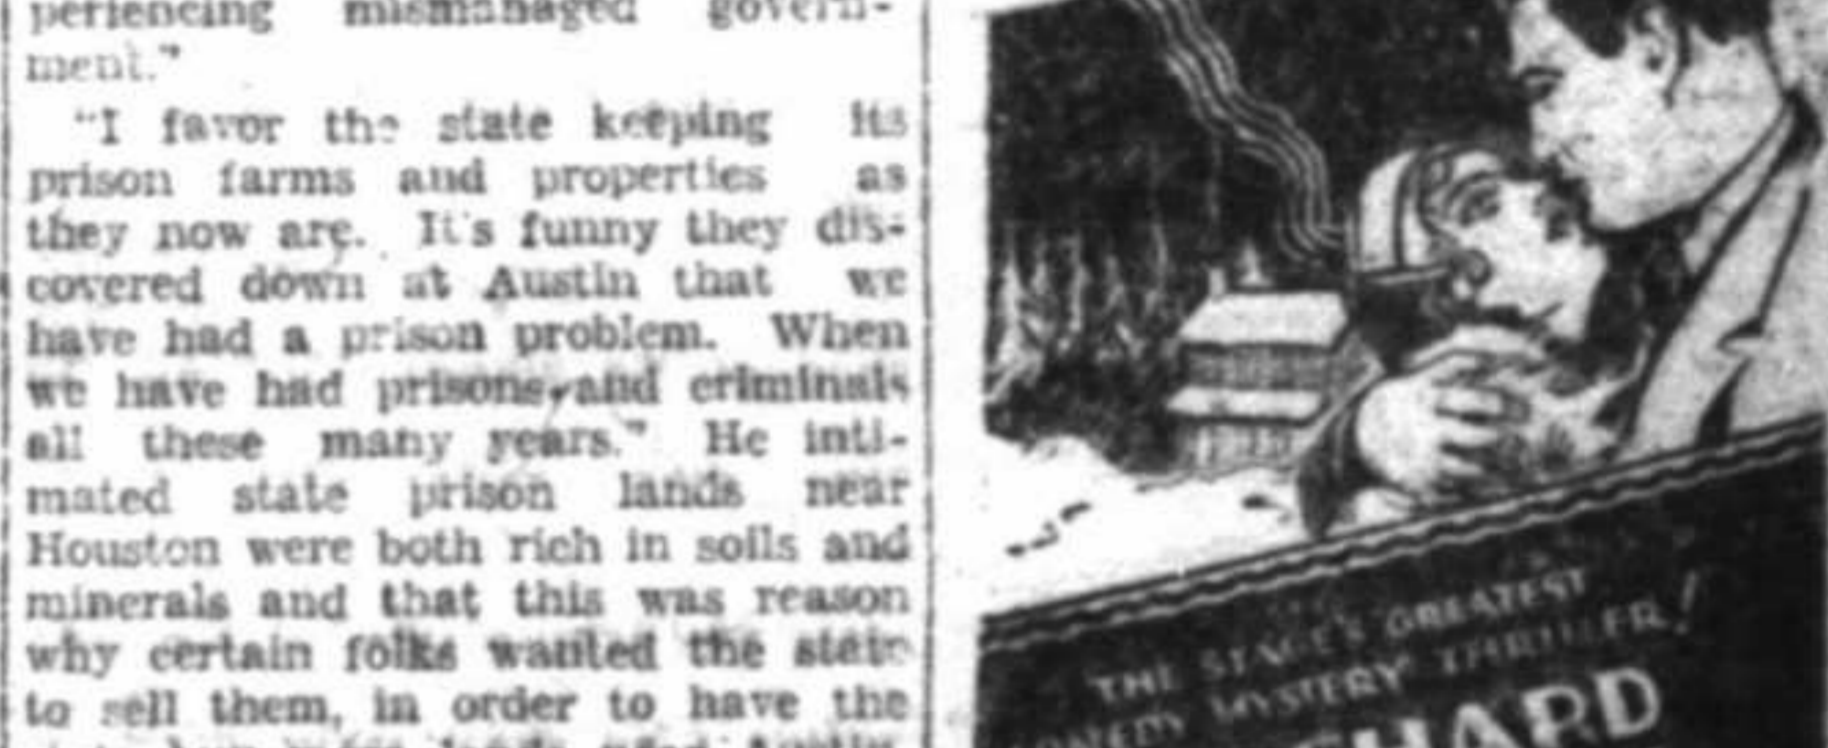 periencing mismanaged govern-
ment."
"I favor the state keeping its
prison farms and properties as
they now are. It's funny they dis-
covered down at Austin that we
have had a prison problem. When
we have had prisons and criminals
all these many years." He inti-
mated state prison lands near
Houston were both rich in soils and
minerals and that this was reason
why certain folks wanted the state
to sell them, in order to have the
THE STAGE'S GREATEST
MYSTERY THRILLER!
HARD